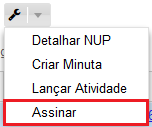 Detalhar NUP
Criar Minuta
Lançar Atividade
Assinar